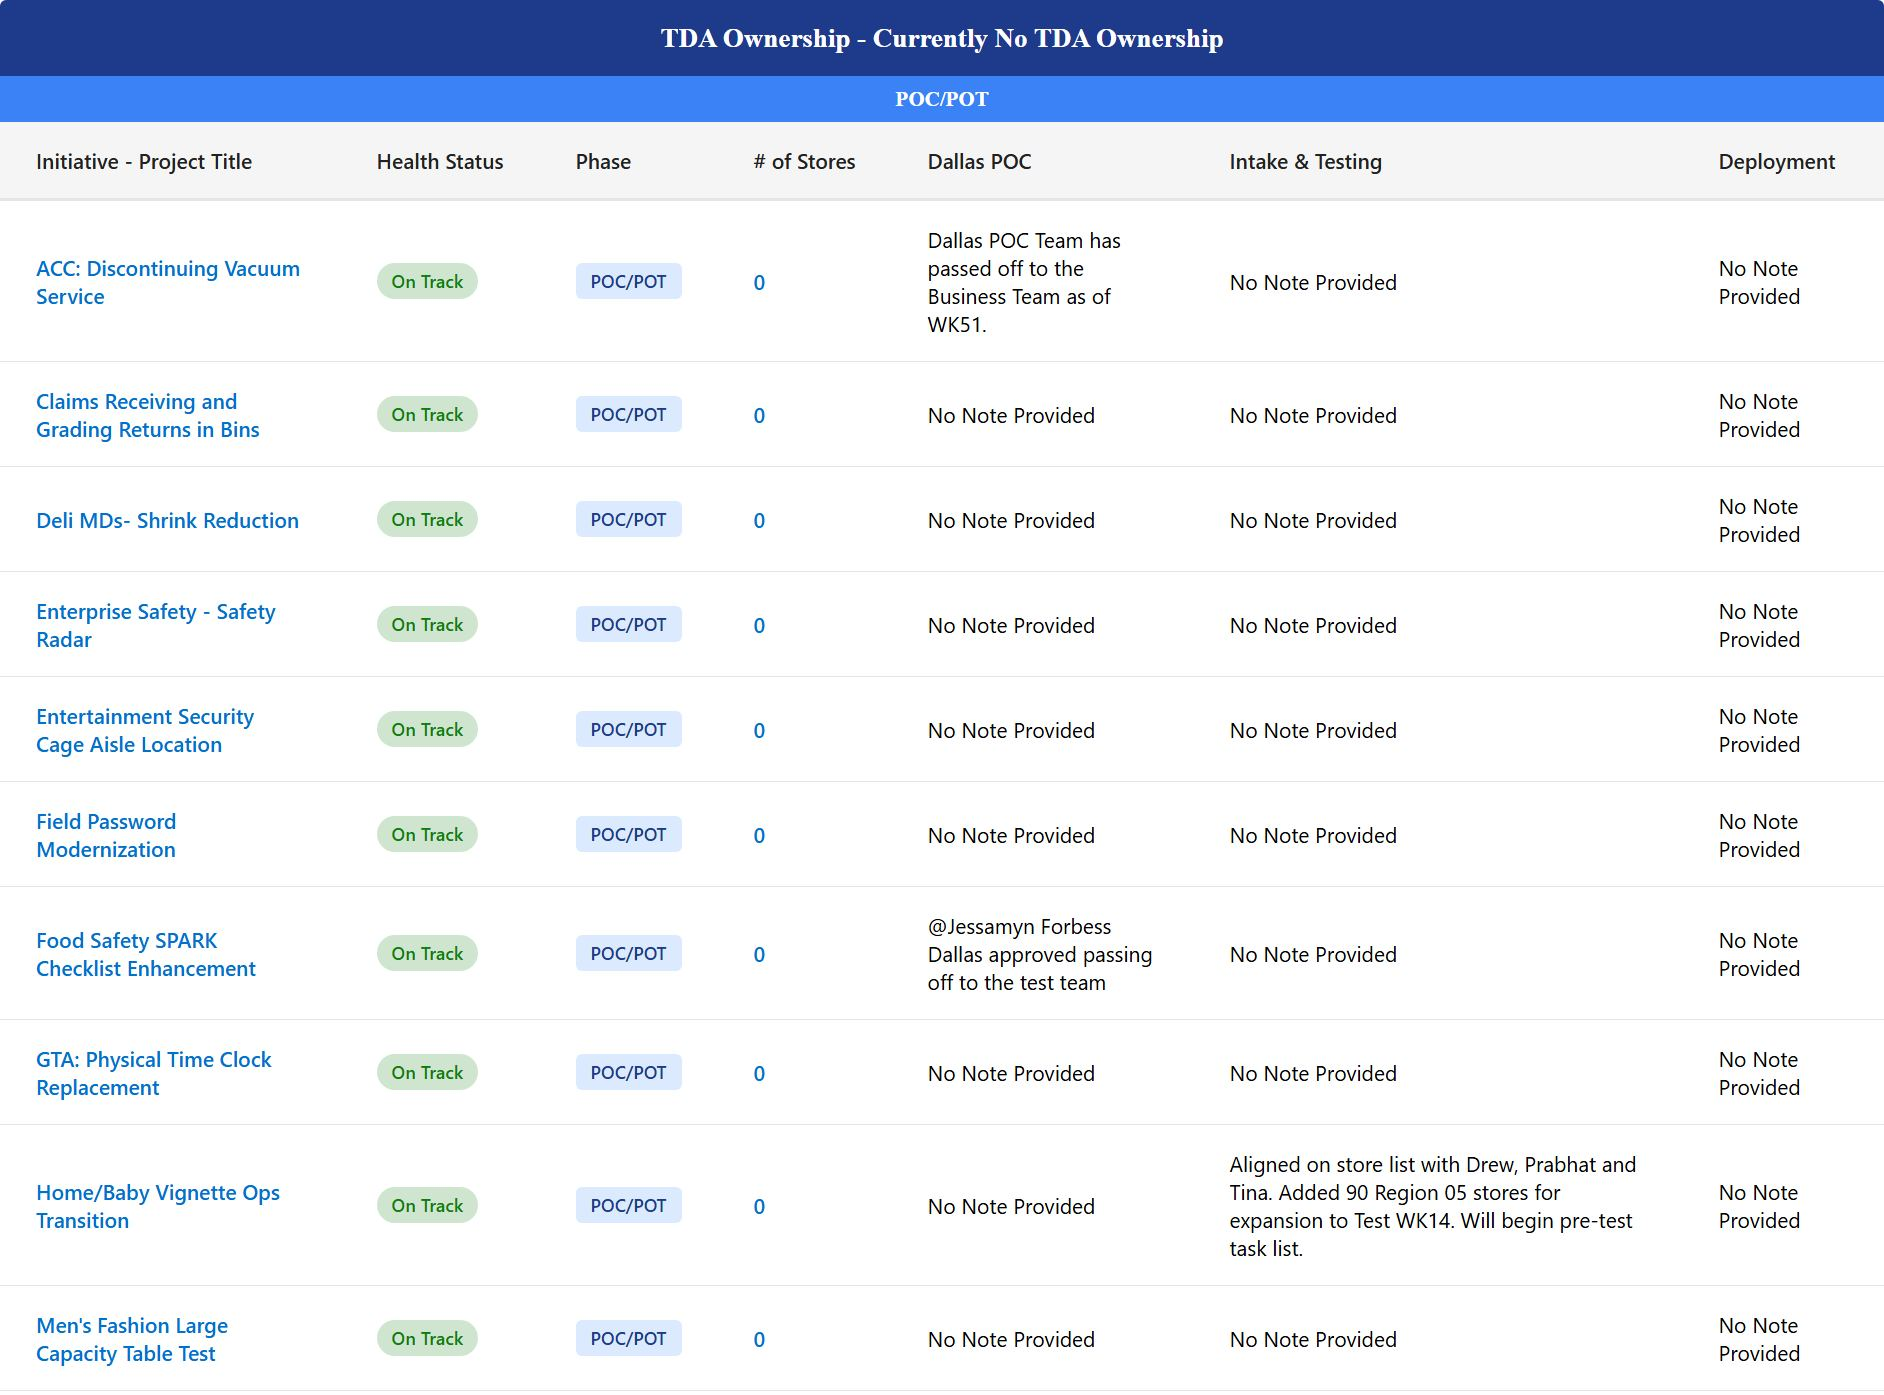 TDA Ownership - Currently No TDA Ownership
POC/POT
Initiative - Project Title Health Status Phase # of Stores Dallas POC Intake & Testing Deployment
ACC: Discontinuing Vacuum
Service
On Track
POC/POT
0
Dallas POC Team has
passed off to the
Business Team as of
WK51.
No Note Provided
No Note
Provided
Claims Receiving and
Grading Returns in Bins
On Track
POC/POT
0
No Note Provided
No Note Provided
No Note
Provided
Deli MDs- Shrink Reduction
On Track
POC/POT
0
No Note Provided
No Note Provided
No Note
Provided
Enterprise Safety - Safety
Radar
On Track
POC/POT
0
No Note Provided
No Note Provided
No Note
Provided
Entertainment Security
Cage Aisle Location
On Track
POC/POT
0
No Note Provided
No Note Provided
No Note
Provided
Field Password
Modernization
On Track
POC/POT
0
No Note Provided
No Note Provided
No Note
Provided
Food Safety SPARK
Checklist Enhancement
On Track
POC/POT
0
@Jessamyn Forbess
Dallas approved passing
off to the test team
No Note Provided
No Note
Provided
GTA: Physical Time Clock
Replacement
On Track
POC/POT
0
No Note Provided
No Note Provided
No Note
Provided
Home/Baby Vignette Ops
Transition
On Track
POC/POT
0
No Note Provided
Aligned on store list with Drew, Prabhat and
Tina. Added 90 Region 05 stores for
expansion to Test WK14. Will begin pre-test
task list.
No Note
Provided
Men's Fashion Large
Capacity Table Test
On Track
POC/POT
0
No Note Provided
No Note Provided
No Note
Provided